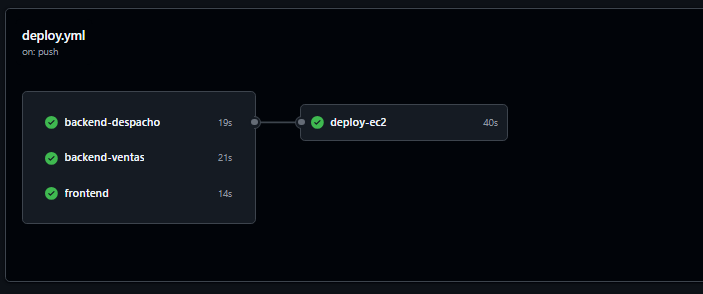 deploy.yml
on: push
backend-despacho 19s
deploy-ec2 40s
backend-ventas 21s
frontend 14s